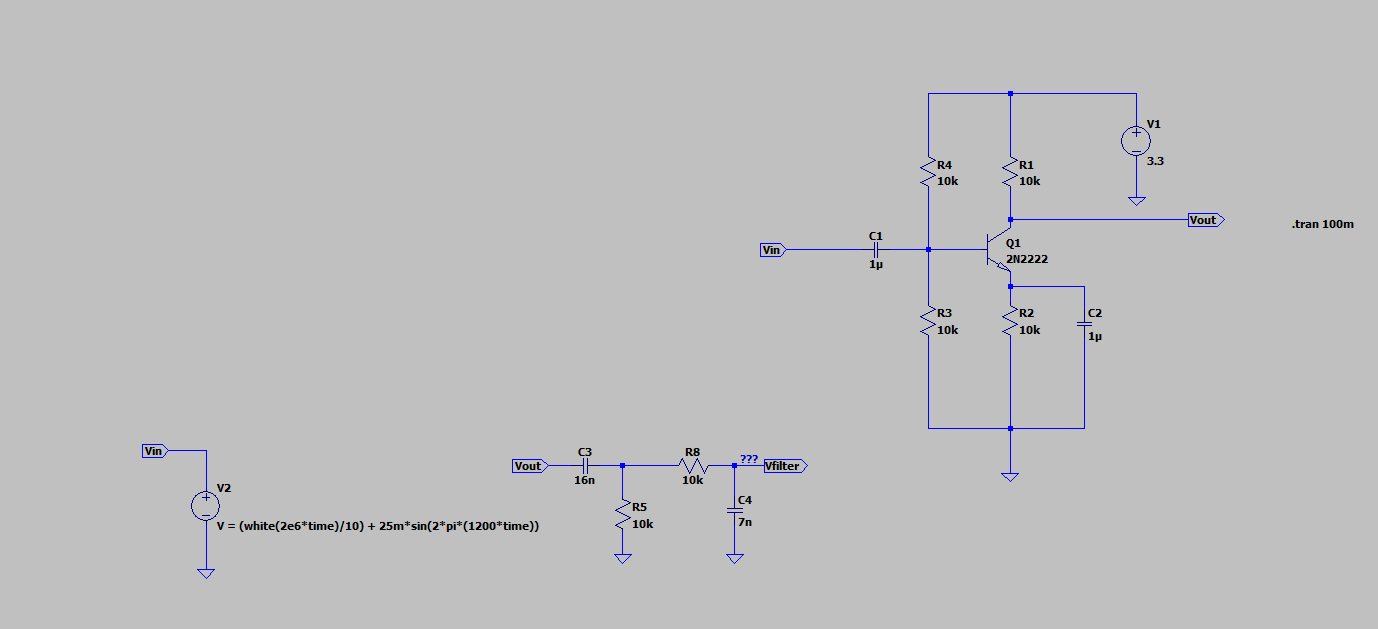 V1
3.3
R4
10k
R1
10k
Vout
.tran 100m
Vin
C1
1µ
Q1
2N2222
R3
10k
R2
10k
C2
1µ
Vin
V2
V = (white(2e6*time)/10) + 25m*sin(2*pi*(1200*time))
Vout
C3
16n
R5
10k
R8
10k
???
Vfilter
C4
7n